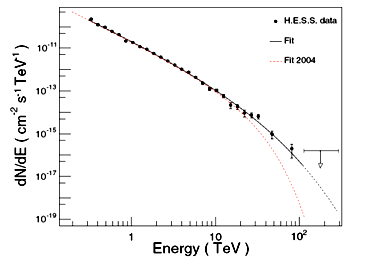 H.E.S.S. data
Fit
Fit 2004
dN/dE ( cm⁻² s⁻¹ TeV⁻¹ )
10⁻¹¹
10⁻¹³
10⁻¹⁵
10⁻¹⁷
10⁻¹⁹
1 10 10²
Energy ( TeV )